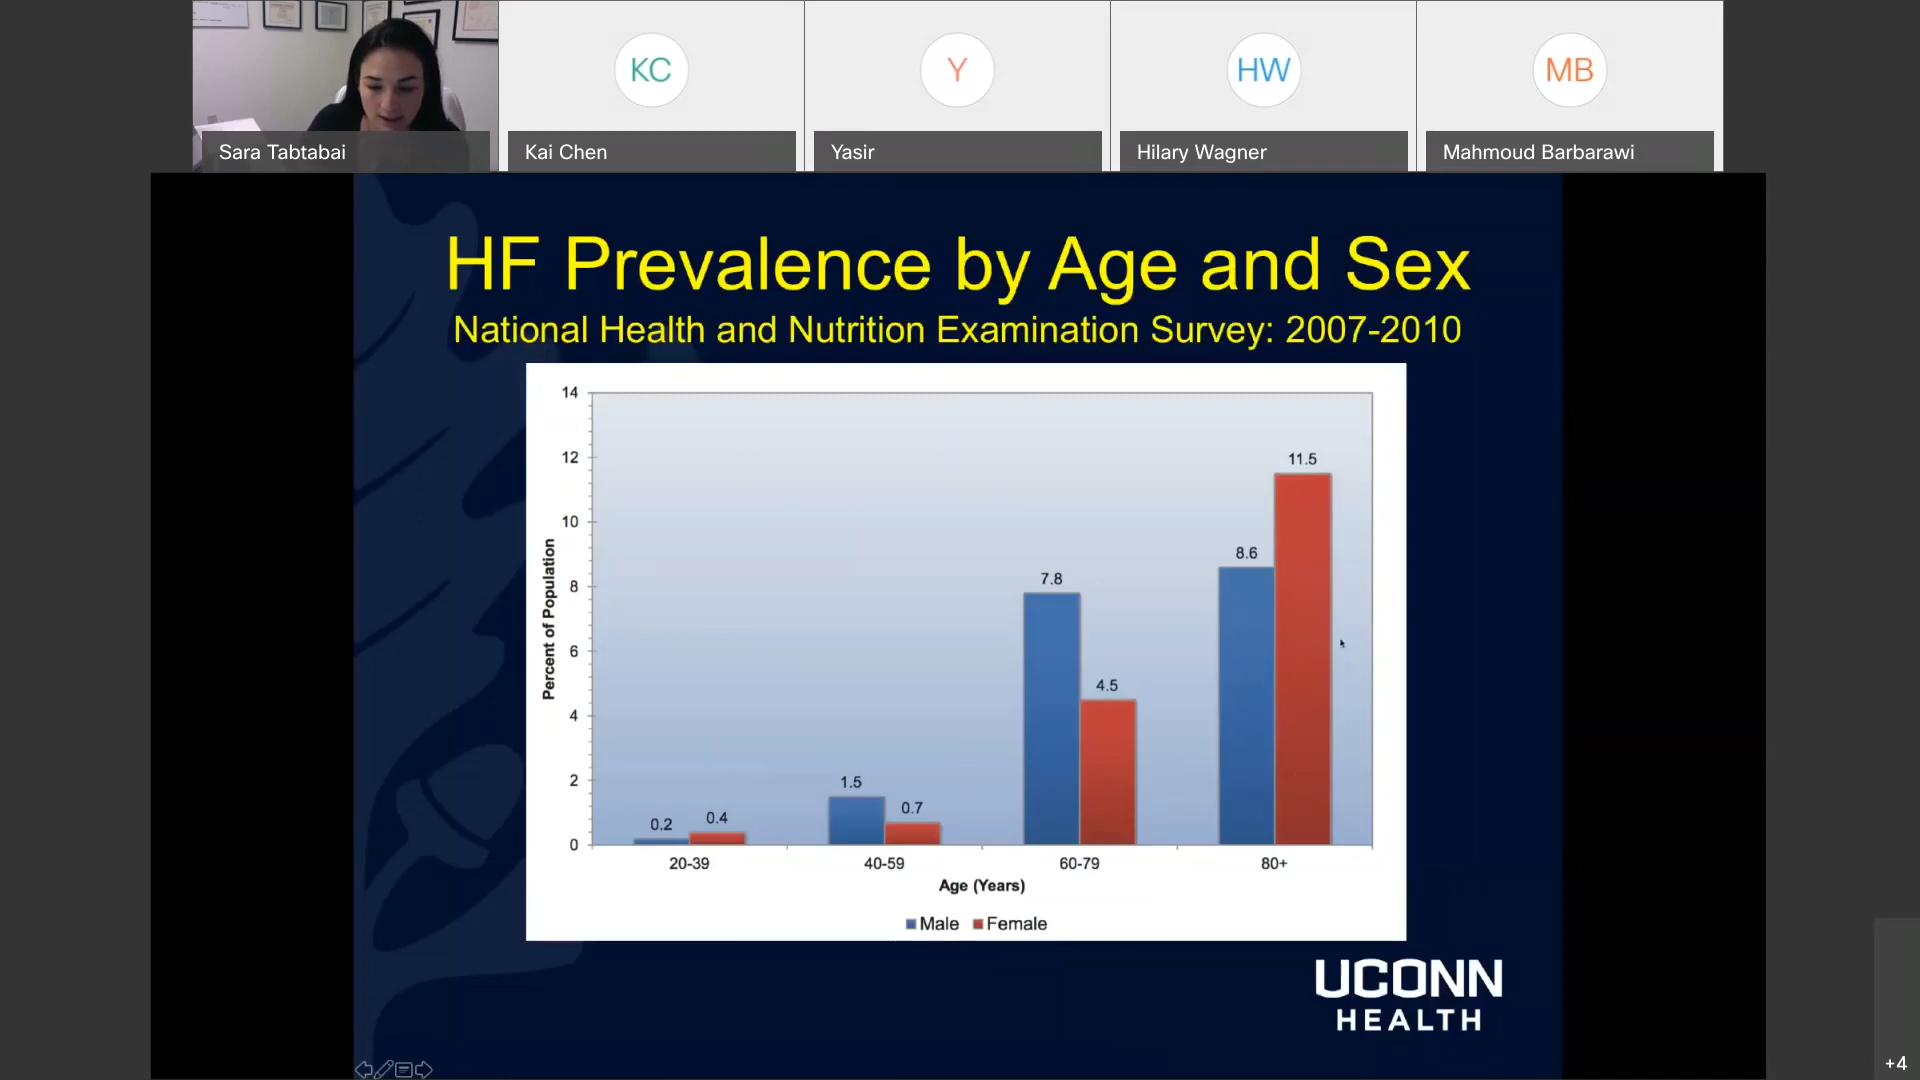 KC
Y
HW
MB
Sara Tabtabai
Kai Chen
Yasir
Hilary Wagner
Mahmoud Barbarawi
HF Prevalence by Age and Sex
National Health and Nutrition Examination Survey: 2007-2010
14
12
10
8
6
4
2
0
Percent of Population
0.2
0.4
1.5
0.7
7.8
4.5
8.6
11.5
20-39
40-59
60-79
80+
Age (Years)
Male Female
UCONN
HEALTH
+4